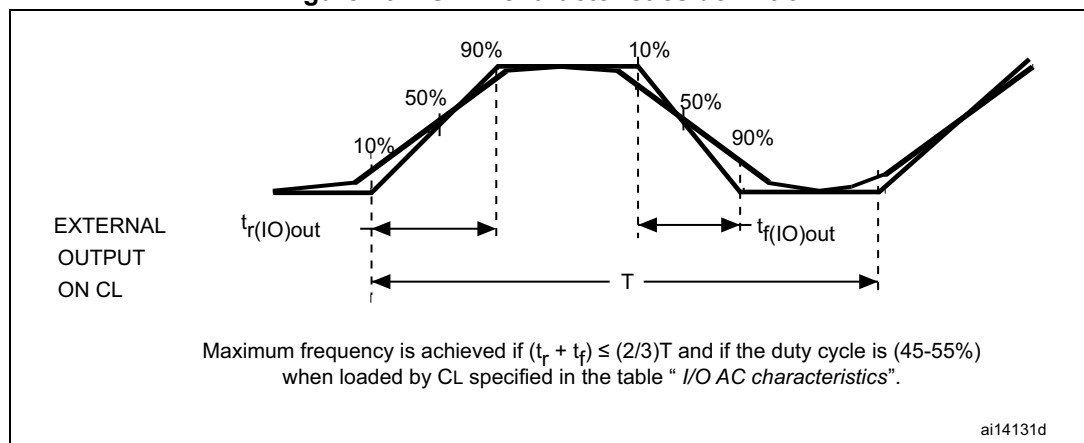 90%
10%
50%
50%
10%
90%
EXTERNAL
OUTPUT
ON CL
tr(IO)out
tf(IO)out
T
Maximum frequency is achieved if (tr + tf) ≤ (2/3)T and if the duty cycle is (45-55%)
when loaded by CL specified in the table “ I/O AC characteristics”.
ai14131d